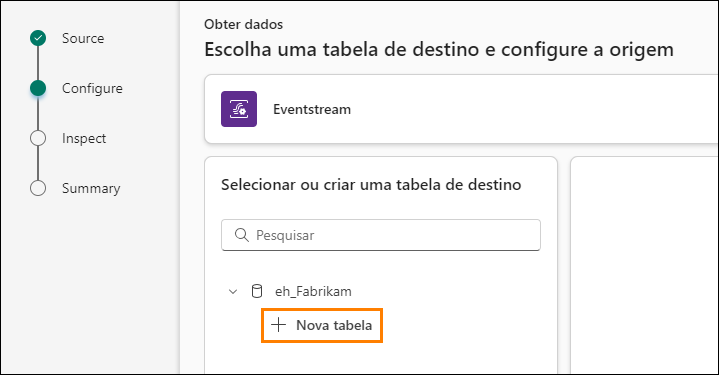 Source
Configure
Inspect
Summary
Obter dados
Escolha uma tabela de destino e configure a origem
Eventstream
Selecionar ou criar uma tabela de destino
Pesquisar
eh_Fabrikam
Nova tabela